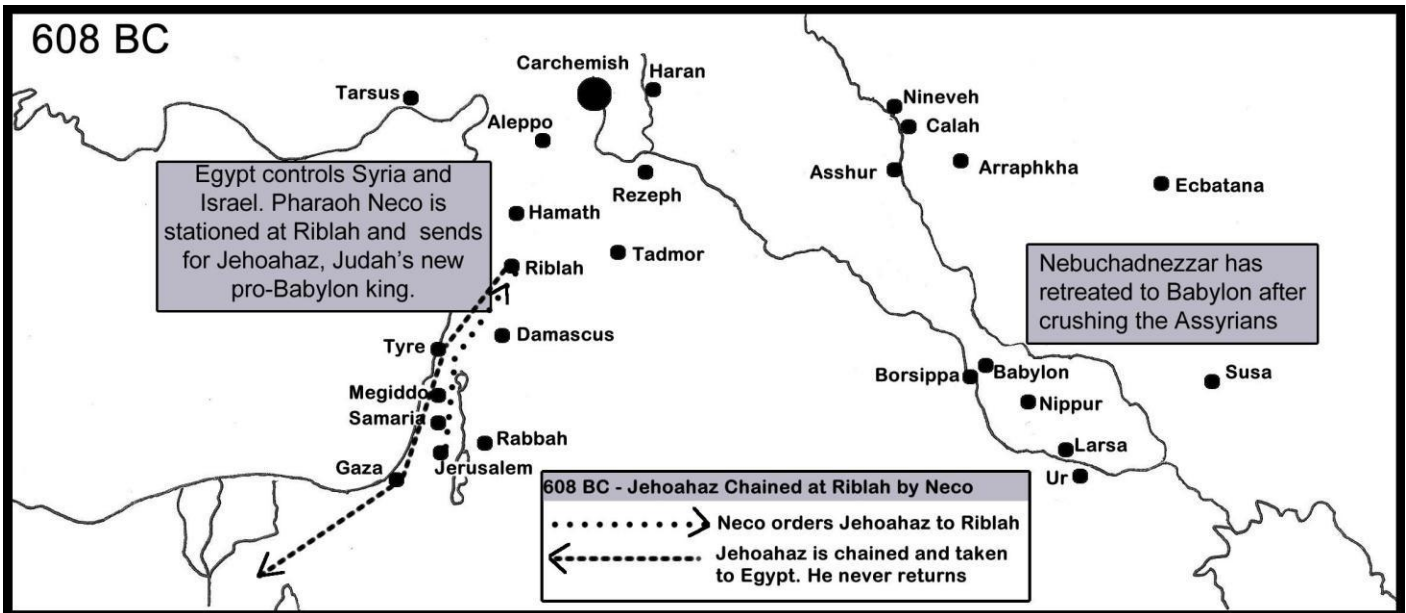 608 BC
Carchemish
Haran
Tarsus
Nineveh
Calah
Aleppo
Arraphkha
Asshur
Ecbatana
Rezeph
Egypt controls Syria and
Israel. Pharaoh Neco is
stationed at Riblah and sends
for Jehoahaz, Judah's new
pro-Babylon king.
Hamath
Tadmor
Riblah
Nebuchadnezzar has
retreated to Babylon after
crushing the Assyrians
Damascus
Tyre
Babylon
Borsippa
Susa
Megiddo
Nippur
Samaria
Rabbah
Larsa
Jerusalem
Gaza
Ur
608 BC - Jehoahaz Chained at Riblah by Neco
Neco orders Jehoahaz to Riblah
Jehoahaz is chained and taken
to Egypt. He never returns